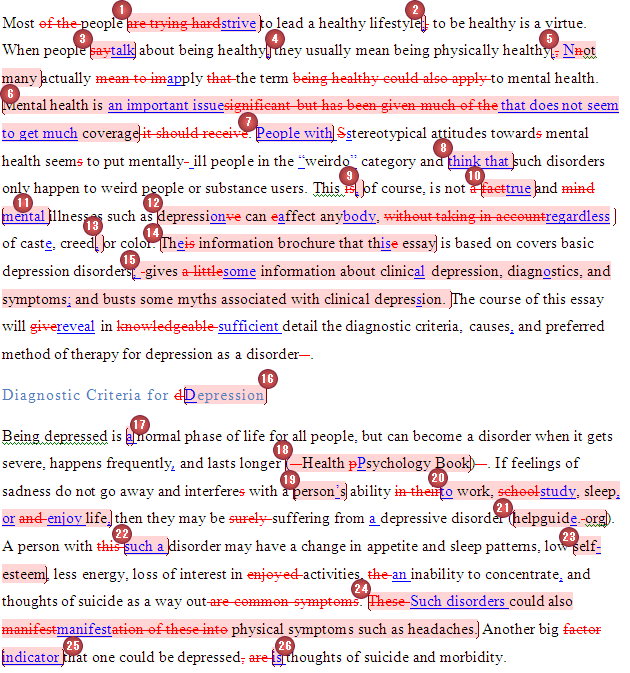 1 2
Most of the people are trying hardstrive to lead a healthy lifestyle; to be healthy is a virtue.
3 4 5
When people saytalk about being healthy, they usually mean being physically healthy., Nnot
many actually mean to imapply that the term being healthy could also apply to mental health.
6
Mental health is an important issuesignificant but has been given much of the that does not seem
7
to get much coverage it should receive. People with Sstereotypical attitudes towards mental
8
health seems to put mentally- ill people in the “weirdo” category and think that such disorders
9 10
only happen to weird people or substance users. This is, of course, is not a facttrue and mind
11 12
mental illnesses such as depressionve can eaffect anybody, without taking in accountregardless
13 14
of caste, creed, or color. Theis information brochure that thise essay is based on covers basic
15
depression disorders, -gives a littlesome information about clinical depression, diagnostics, and
symptoms; and busts some myths associated with clinical depression. The course of this essay
will givereveal in knowledgeable sufficient detail the diagnostic criteria, causes, and preferred
method of therapy for depression as a disorder—.
16
Diagnostic Criteria for dDepression
17
Being depressed is a normal phase of life for all people, but can become a disorder when it gets
18
severe, happens frequently, and lasts longer (—Health pPsychology Book)—. If feelings of
19 20
sadness do not go away and interferes with a person’s ability in theirto work, schoolstudy, sleep,
21
or and enjoy life, then they may be surely suffering from a depressive disorder (helpguide.-org).
22 23
A person with this such a disorder may have a change in appetite and sleep patterns, low self-
esteem, less energy, loss of interest in enjoyed activities, the an inability to concentrate, and
24
thoughts of suicide as a way out are common symptoms. These Such disorders could also
manifestmanifestation of these into physical symptoms such as headaches. Another big factor
25 26
indicator that one could be depressed, are is thoughts of suicide and morbidity.